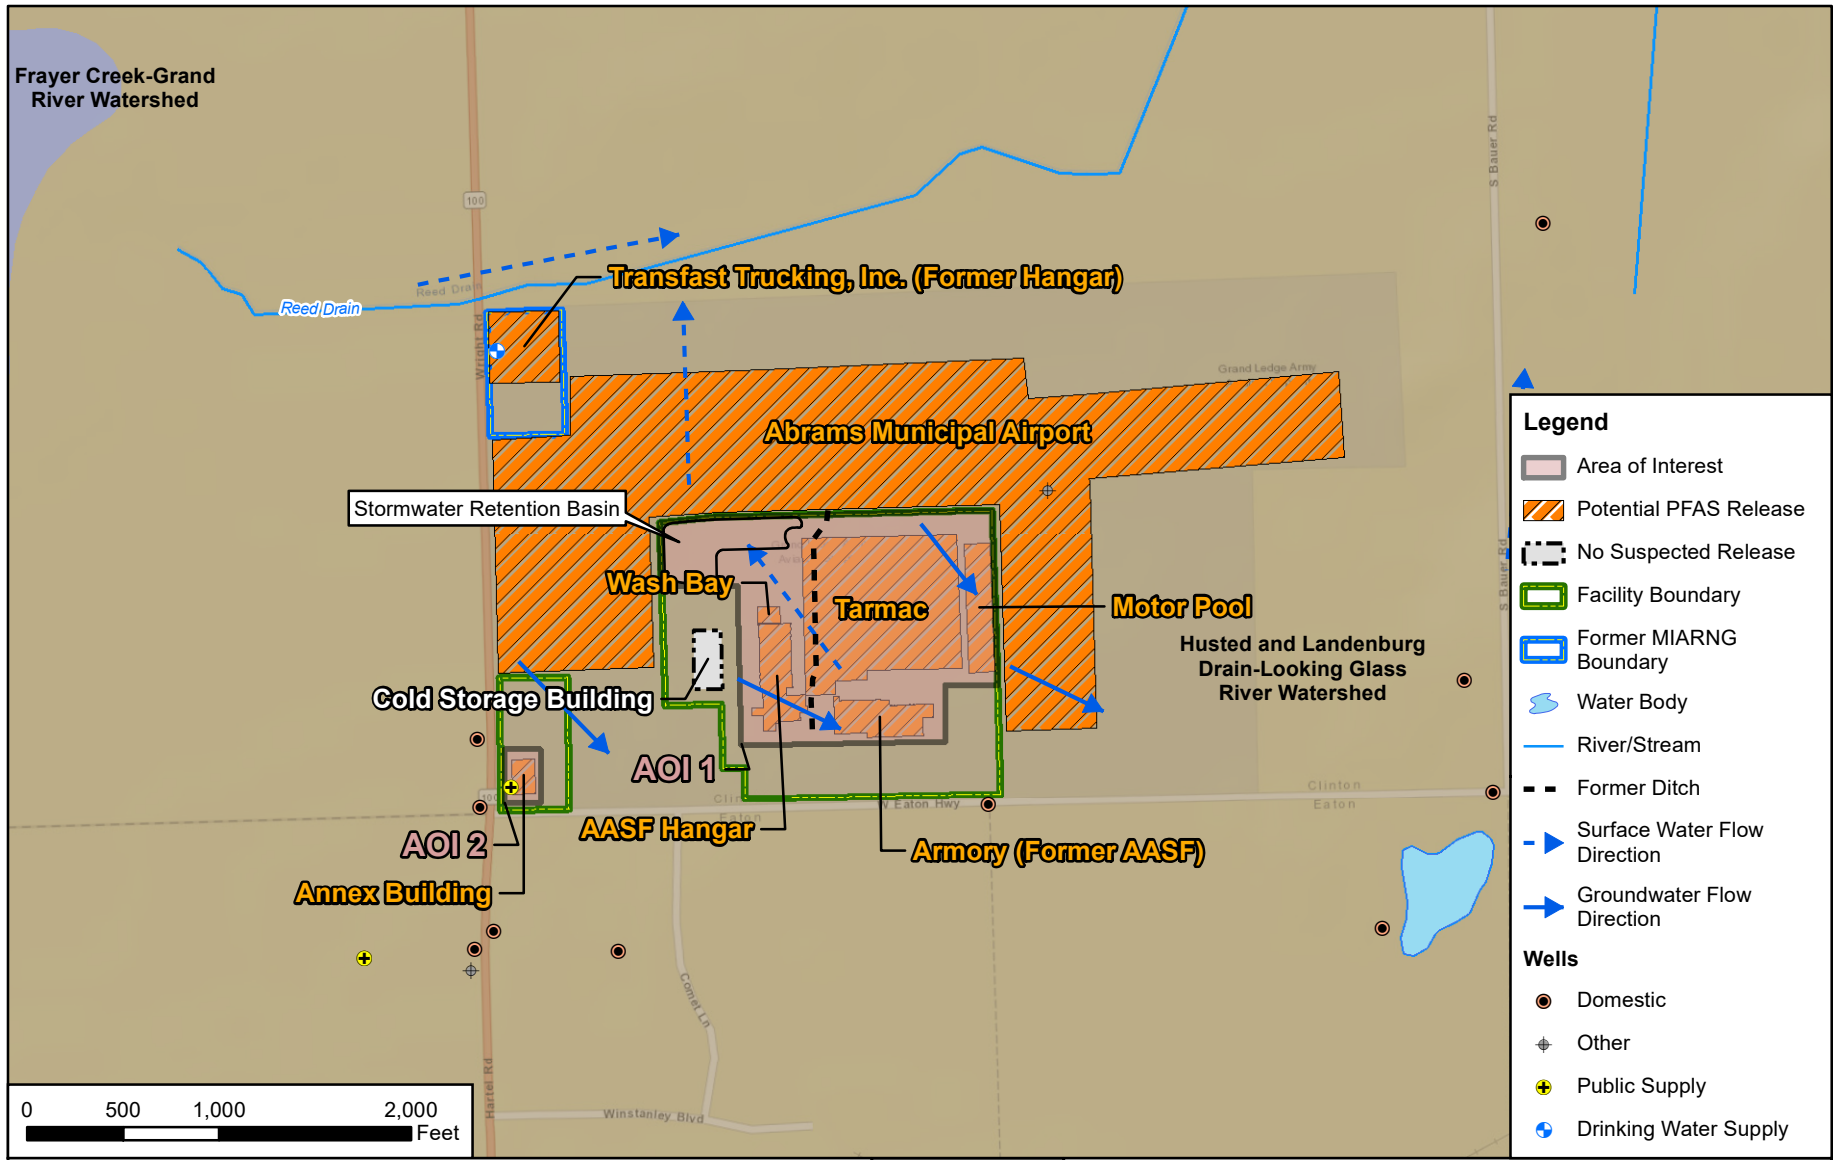 Frayer Creek-Grand
River Watershed
100
S Bauer Rd
Reed Drain
Reed Drain
Transfast Trucking, Inc. (Former Hangar)
Wright Rd
Grand Ledge Army
Abrams Municipal Airport
Stormwater Retention Basin
Wash Bay
Tarmac
Motor Pool
S Bauer Rd
Husted and Landenburg
Drain-Looking Glass
River Watershed
Cold Storage Building
AOI 1
100
Clinton
Eaton
W Eaton Hwy
Clinton
Eaton
AOI 2
AASF Hangar
Armory (Former AASF)
Annex Building
Comet Ln
Hartel Rd
Winstanley Blvd
0 500 1,000 2,000
Feet
Legend
Area of Interest
Potential PFAS Release
No Suspected Release
Facility Boundary
Former MIARNG
Boundary
Water Body
River/Stream
Former Ditch
Surface Water Flow
Direction
Groundwater Flow
Direction
Wells
Domestic
Other
Public Supply
Drinking Water Supply